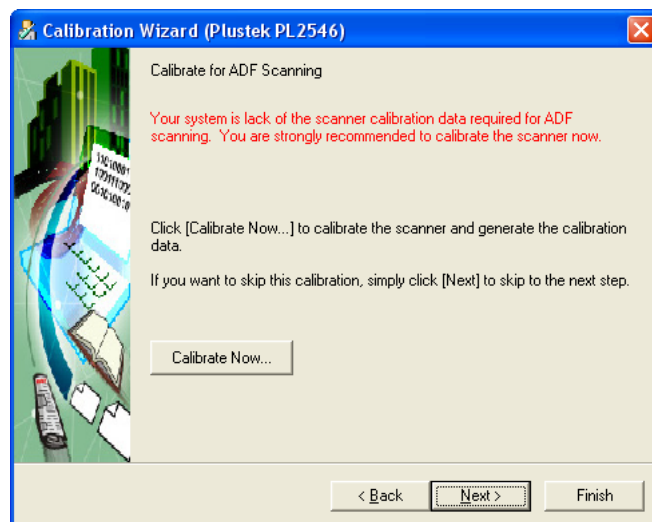 Calibration Wizard (Plustek PL2546)
Calibrate for ADF Scanning
Your system is lack of the scanner calibration data required for ADF
scanning. You are strongly recommended to calibrate the scanner now.
Click [Calibrate Now...] to calibrate the scanner and generate the calibration
data.
If you want to skip this calibration, simply click [Next] to skip to the next step.
Calibrate Now...
< Back
Next >
Finish